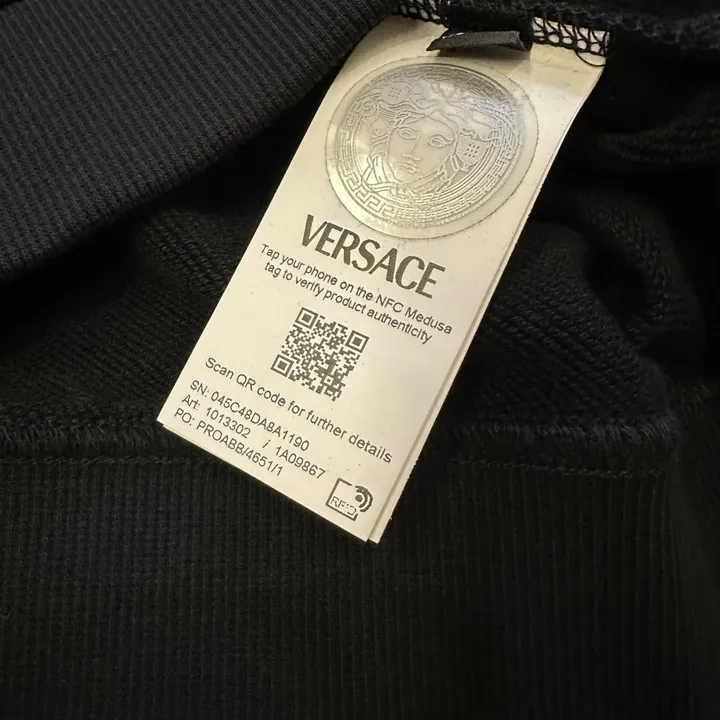 VERSACE
Tap your phone on the NFC Medusa
tag to verify product authenticity
Scan QR code for further details
SN: 045C48DA8A1190
Art: 1013302 / 1A09867
PO: PROABB/4651/1
RFID